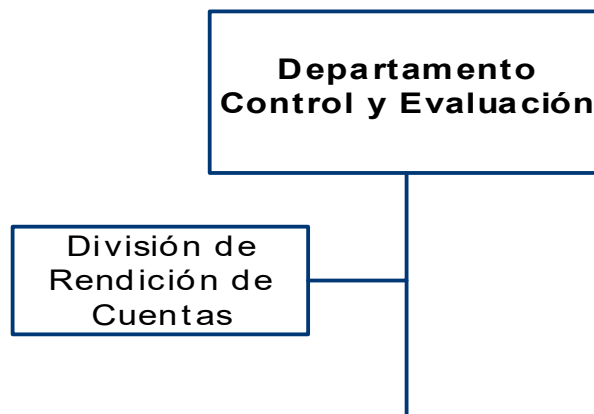 Departamento
Control y Evaluación
División de
Rendición de
Cuentas